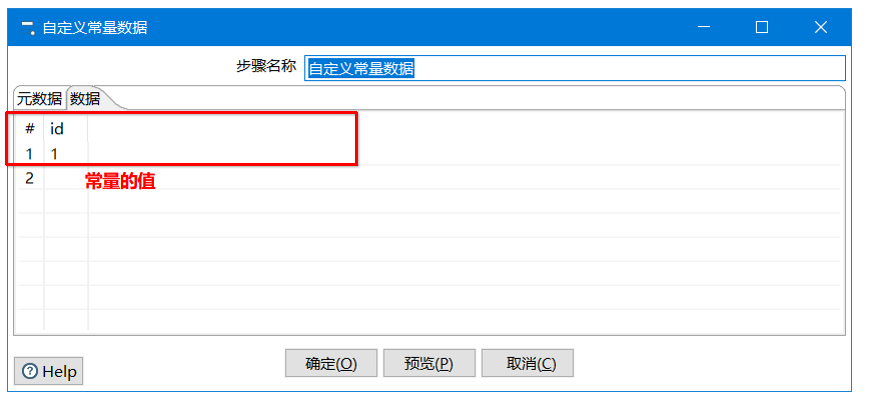 自定义常量数据
步骤名称 自定义常量数据
元数据 数据
# id
1 1
2
常量的值
Help 确定(O) 预览(P) 取消(C)